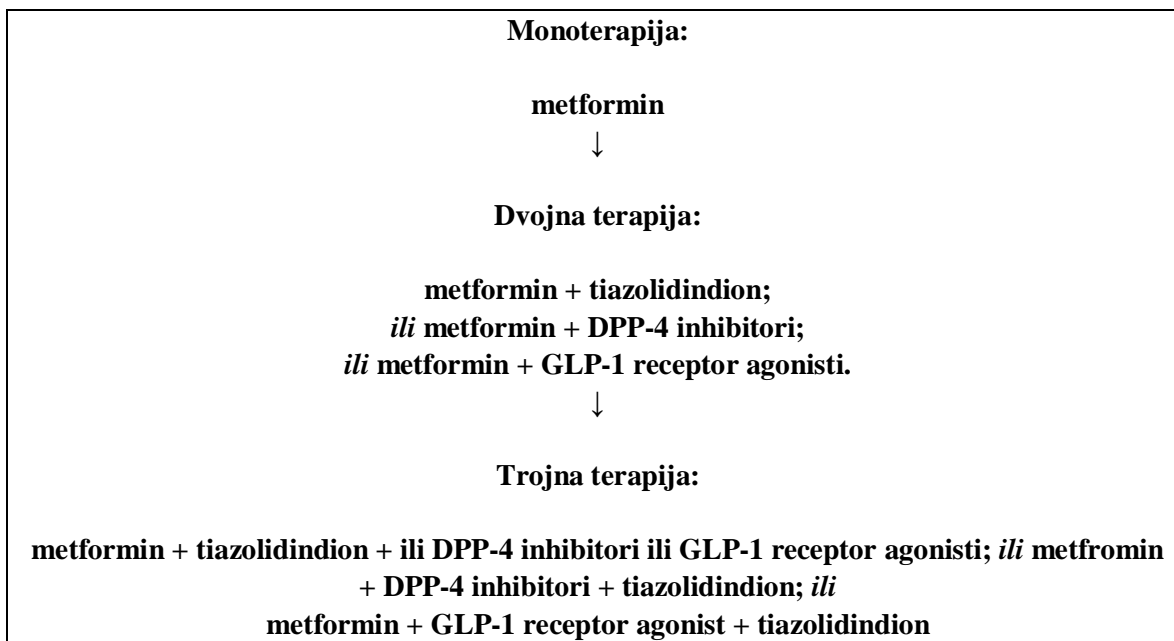 Monoterapija:
metformin
↓
Dvojna terapija:
metformin + tiazolidindion;
ili metformin + DPP-4 inhibitori;
ili metformin + GLP-1 receptor agonisti.
↓
Trojna terapija:
metformin + tiazolidindion + ili DPP-4 inhibitori ili GLP-1 receptor agonisti; ili metfromin
+ DPP-4 inhibitori + tiazolidindion; ili
metformin + GLP-1 receptor agonist + tiazolidindion